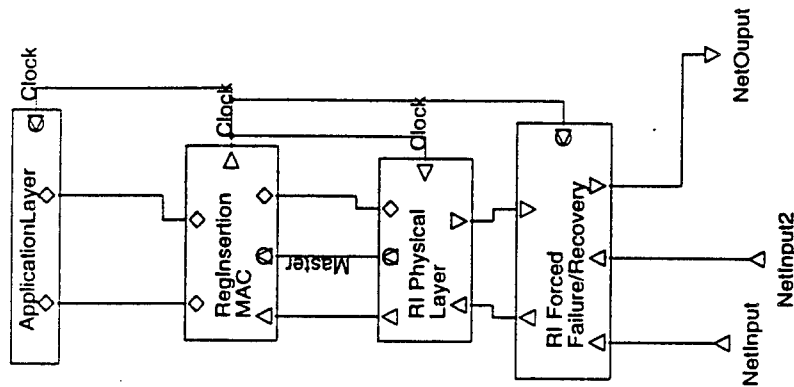 Clock
ApplicationLayer
Clock
RegInsertion
MAC
Master
Clock
RI Physical
Layer
RI Forced
Failure/Recovery
NetOuput
NetInput2
NetInput